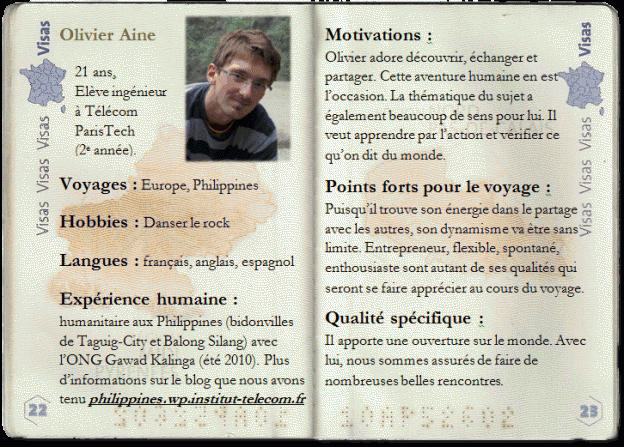 Visas
Visas
Visas
Visas
Olivier Aine
21 ans,
Elève ingénieur
à Télécom
ParisTech
(2e année).
Voyages : Europe, Philippines
Hobbies : Danser le rock
Langues : français, anglais, espagnol
Expérience humaine :
humanitaire aux Philippines (bidonvilles
de Taguig-City et Balong Silang) avec
l'ONG Gawad Kalinga (été 2010). Plus
d'informations sur le blog que nous avons
tenu philippines.wp.institut-telecom.fr
22
Motivations :
Olivier adore découvrir, échanger et
partager. Cette aventure humaine en est
l'occasion. La thématique du sujet a
également beaucoup de sens pour lui. Il
veut apprendre par l'action et vérifier ce
qu'on dit du monde.
Points forts pour le voyage :
Puisqu'il trouve son énergie dans le partage
avec les autres, son dynamisme va être sans
limite. Entrepreneur, flexible, spontané,
enthousiaste sont autant de ses qualités qui
seront se faire apprécier au cours du voyage.
Qualité spécifique :
Il apporte une ouverture sur le monde. Avec
lui, nous sommes assurés de faire de
nombreuses belles rencontres.
Visas
Visas
Visas
Visas
23